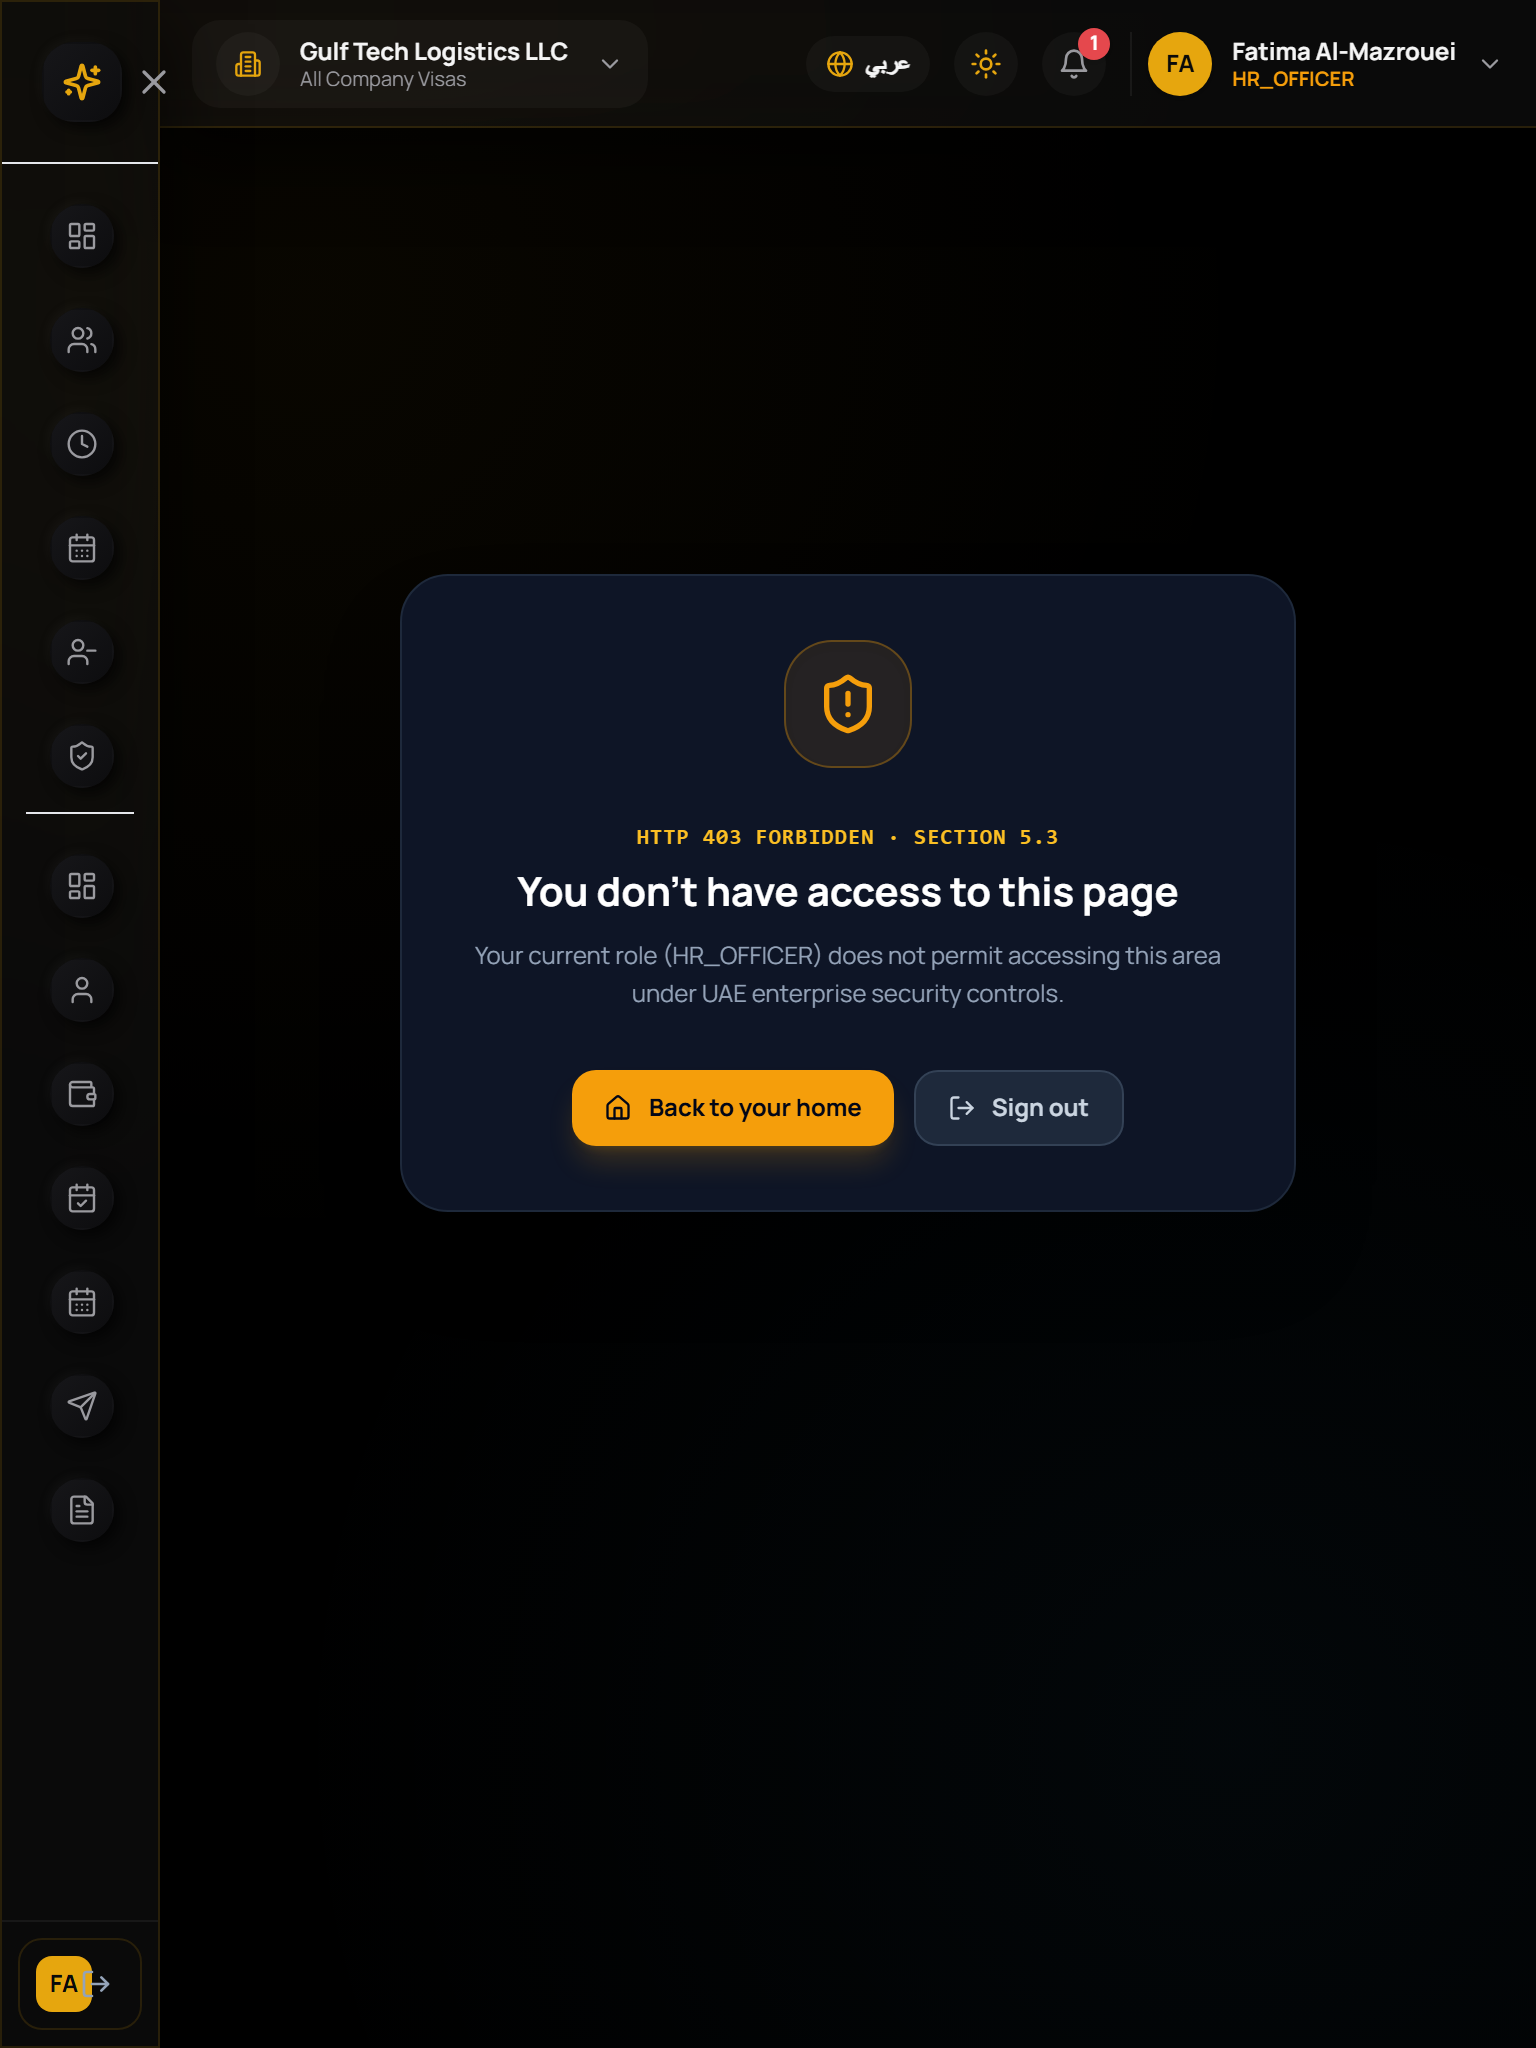 Gulf Tech Logistics LLC
All Company Visas
عربي
1
FA
Fatima Al-Mazrouei
HR_OFFICER
HTTP 403 FORBIDDEN · SECTION 5.3
You don't have access to this page
Your current role (HR_OFFICER) does not permit accessing this area
under UAE enterprise security controls.
Back to your home
Sign out
FA